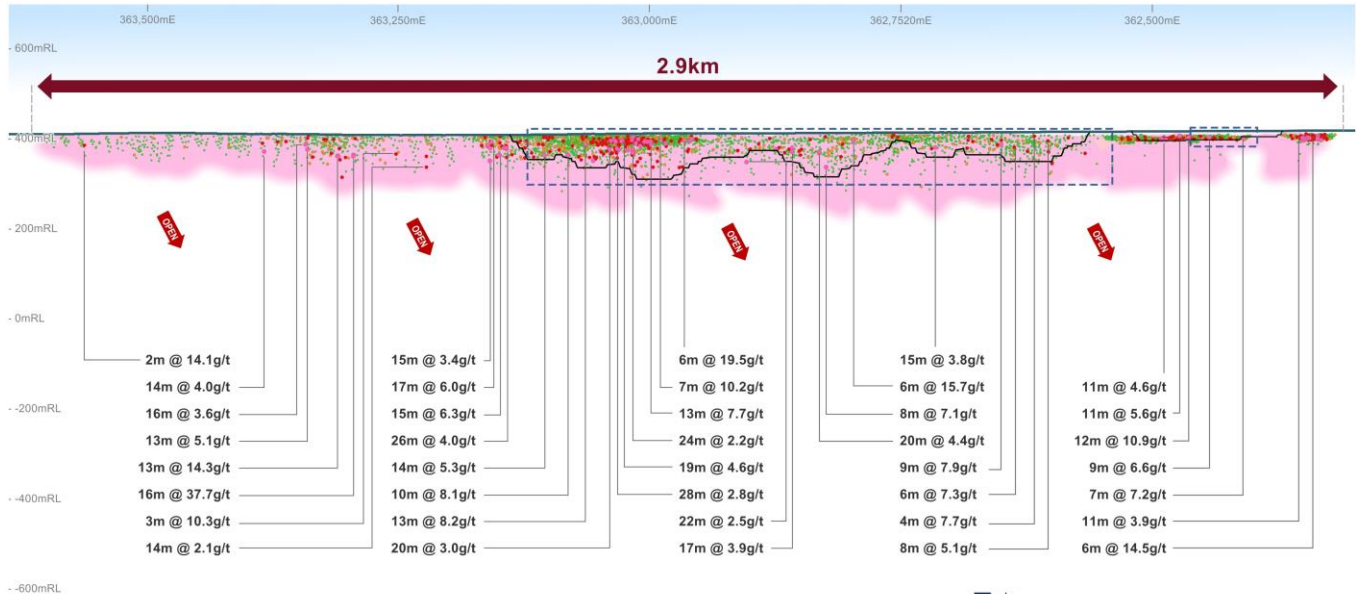 363,500mE
363,250mE
363,000mE
362,7520mE
362,500mE
- 600mRL
2.9km
- 400mRL
- 200mRL
OPEN
OPEN
OPEN
OPEN
- 0mRL
2m @ 14.1g/t
14m @ 4.0g/t
16m @ 3.6g/t
13m @ 5.1g/t
13m @ 14.3g/t
16m @ 37.7g/t
3m @ 10.3g/t
14m @ 2.1g/t
15m @ 3.4g/t
17m @ 6.0g/t
15m @ 6.3g/t
26m @ 4.0g/t
14m @ 5.3g/t
10m @ 8.1g/t
13m @ 8.2g/t
20m @ 3.0g/t
6m @ 19.5g/t
7m @ 10.2g/t
13m @ 7.7g/t
24m @ 2.2g/t
19m @ 4.6g/t
28m @ 2.8g/t
22m @ 2.5g/t
17m @ 3.9g/t
15m @ 3.8g/t
6m @ 15.7g/t
8m @ 7.1g/t
20m @ 4.4g/t
9m @ 7.9g/t
6m @ 7.3g/t
4m @ 7.7g/t
8m @ 5.1g/t
11m @ 4.6g/t
11m @ 5.6g/t
12m @ 10.9g/t
9m @ 6.6g/t
7m @ 7.2g/t
11m @ 3.9g/t
6m @ 14.5g/t
- -200mRL
- -400mRL
- -600mRL